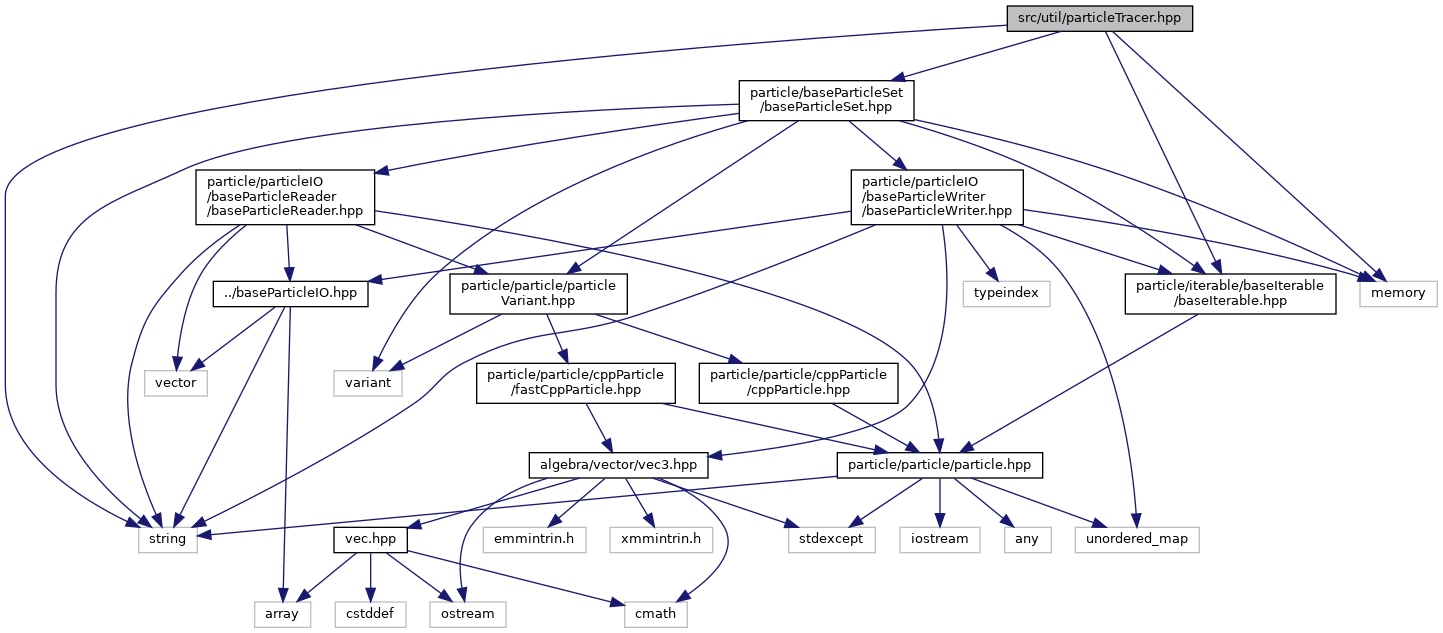 src/util/particleTracer.hpp
particle/baseParticleSet
/baseParticleSet.hpp
particle/particleIO
/baseParticleReader
/baseParticleReader.hpp
particle/particleIO
/baseParticleWriter
/baseParticleWriter.hpp
../baseParticleIO.hpp
particle/particle/particle
Variant.hpp
typeindex
particle/iterable/baseIterable
/baseIterable.hpp
memory
vector
variant
particle/particle/cppParticle
/fastCppParticle.hpp
particle/particle/cppParticle
/cppParticle.hpp
algebra/vector/vec3.hpp
particle/particle/particle.hpp
string
vec.hpp
emmintrin.h
xmmintrin.h
stdexcept
iostream
any
unordered_map
array
cstddef
ostream
cmath